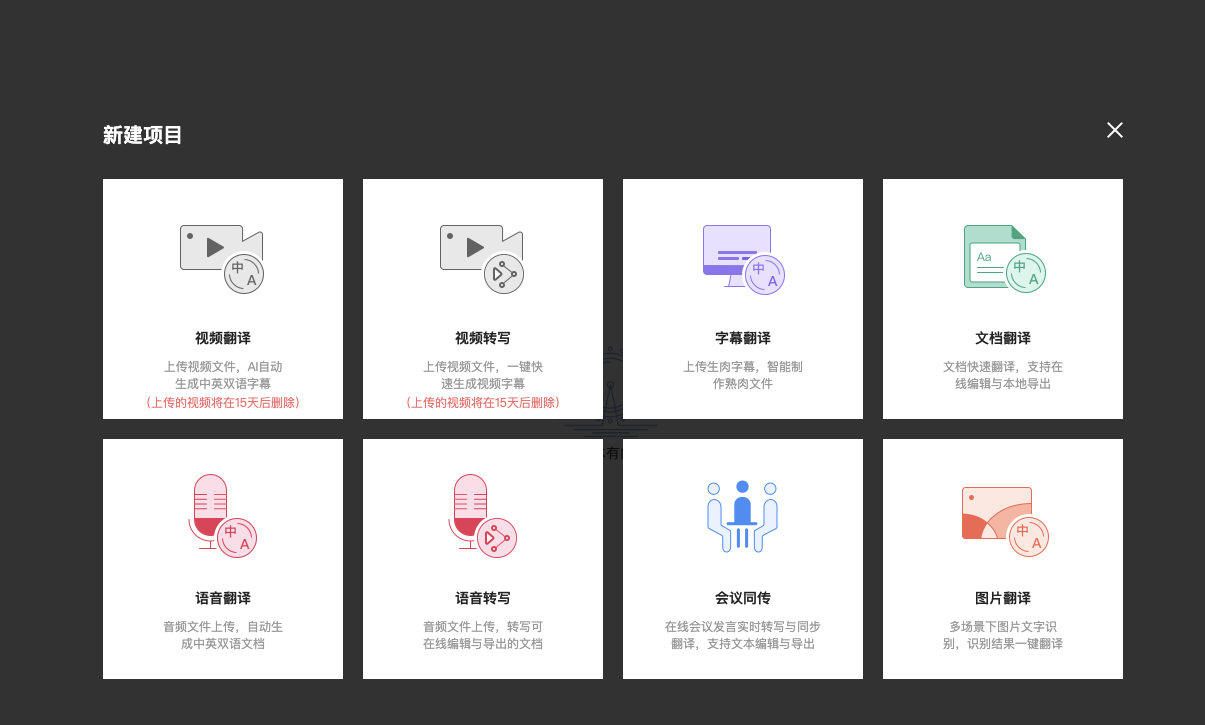 新建项目
中
A
视频翻译
上传视频文件，AI自动
生成中英双语字幕
（上传的视频将在15天后删除）
视频转写
上传视频文件，一键快
速生成视频字幕
（上传的视频将在15天后删除）
中
A
字幕翻译
上传生肉字幕，智能制
作熟肉文件
Aa
中
A
文档翻译
文档快速翻译，支持在
线编辑与本地导出
有
中
A
语音翻译
音频文件上传，自动生
成中英双语文档
语音转写
音频文件上传，转写可
在线编辑与导出的文档
会议同传
在线会议发言实时转写与同步
翻译，支持文本编辑与导出
中
A
图片翻译
多场景下图片文字识
别，识别结果一键翻译